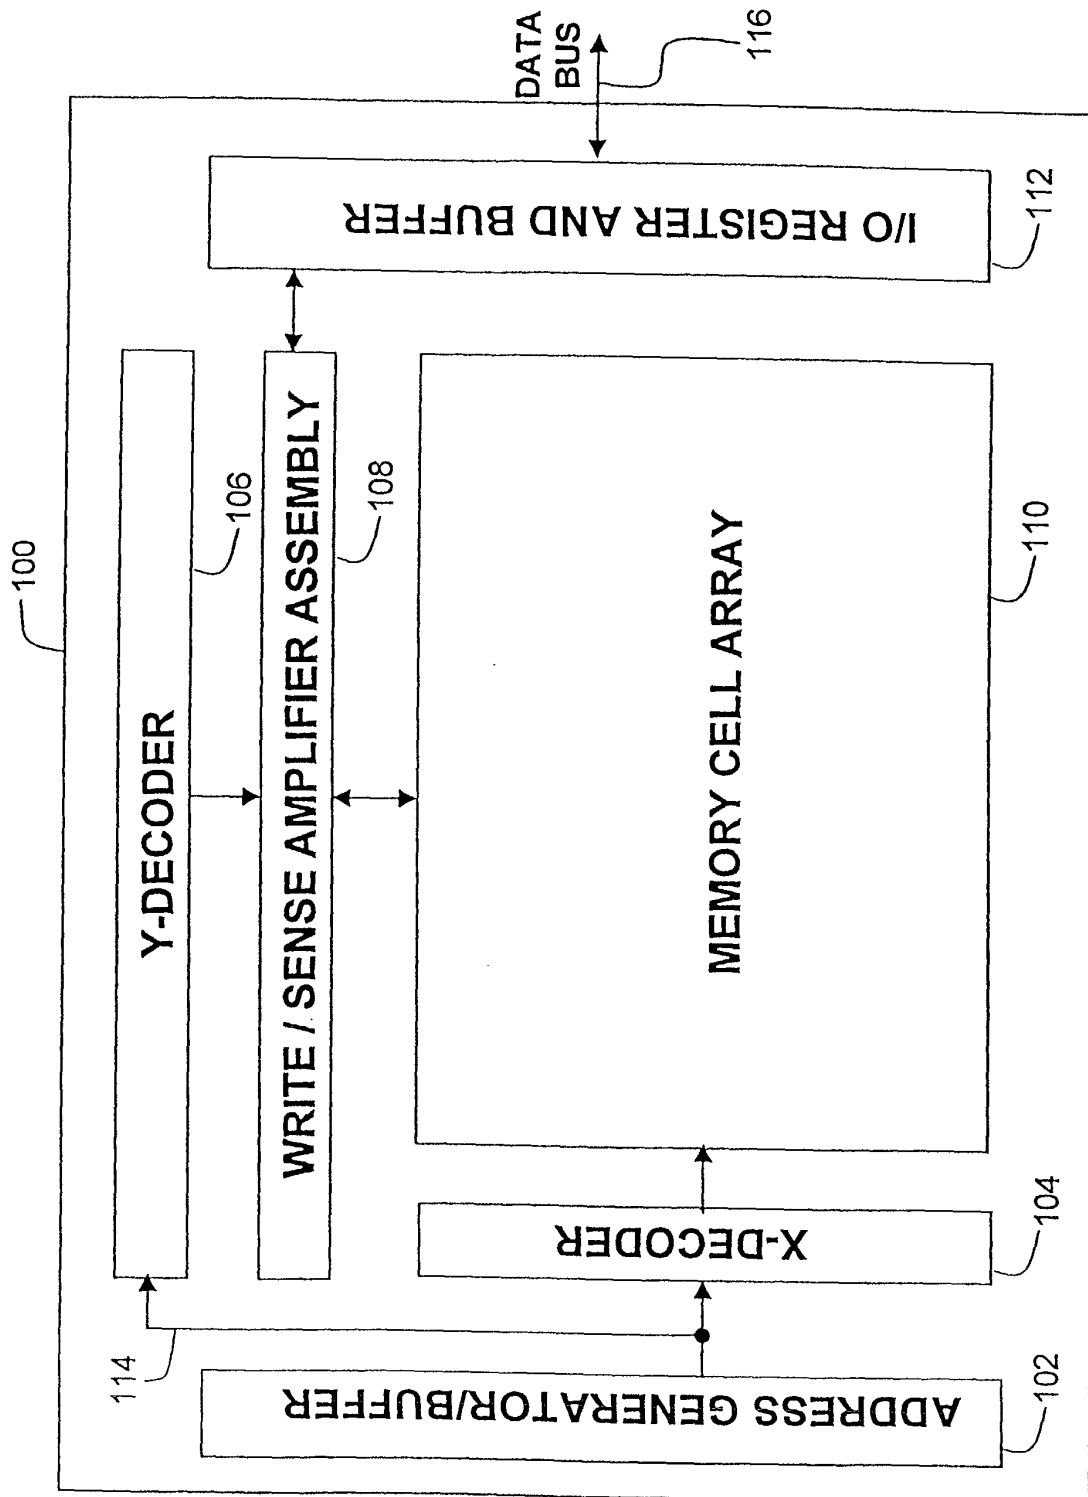 100
DATA
BUS
116
Y-DECODER
106
WRITE / SENSE AMPLIFIER ASSEMBLY
108
I/O REGISTER AND BUFFER
112
MEMORY CELL ARRAY
110
X-DECODER
104
114
ADDRESS GENERATOR/BUFFER
102